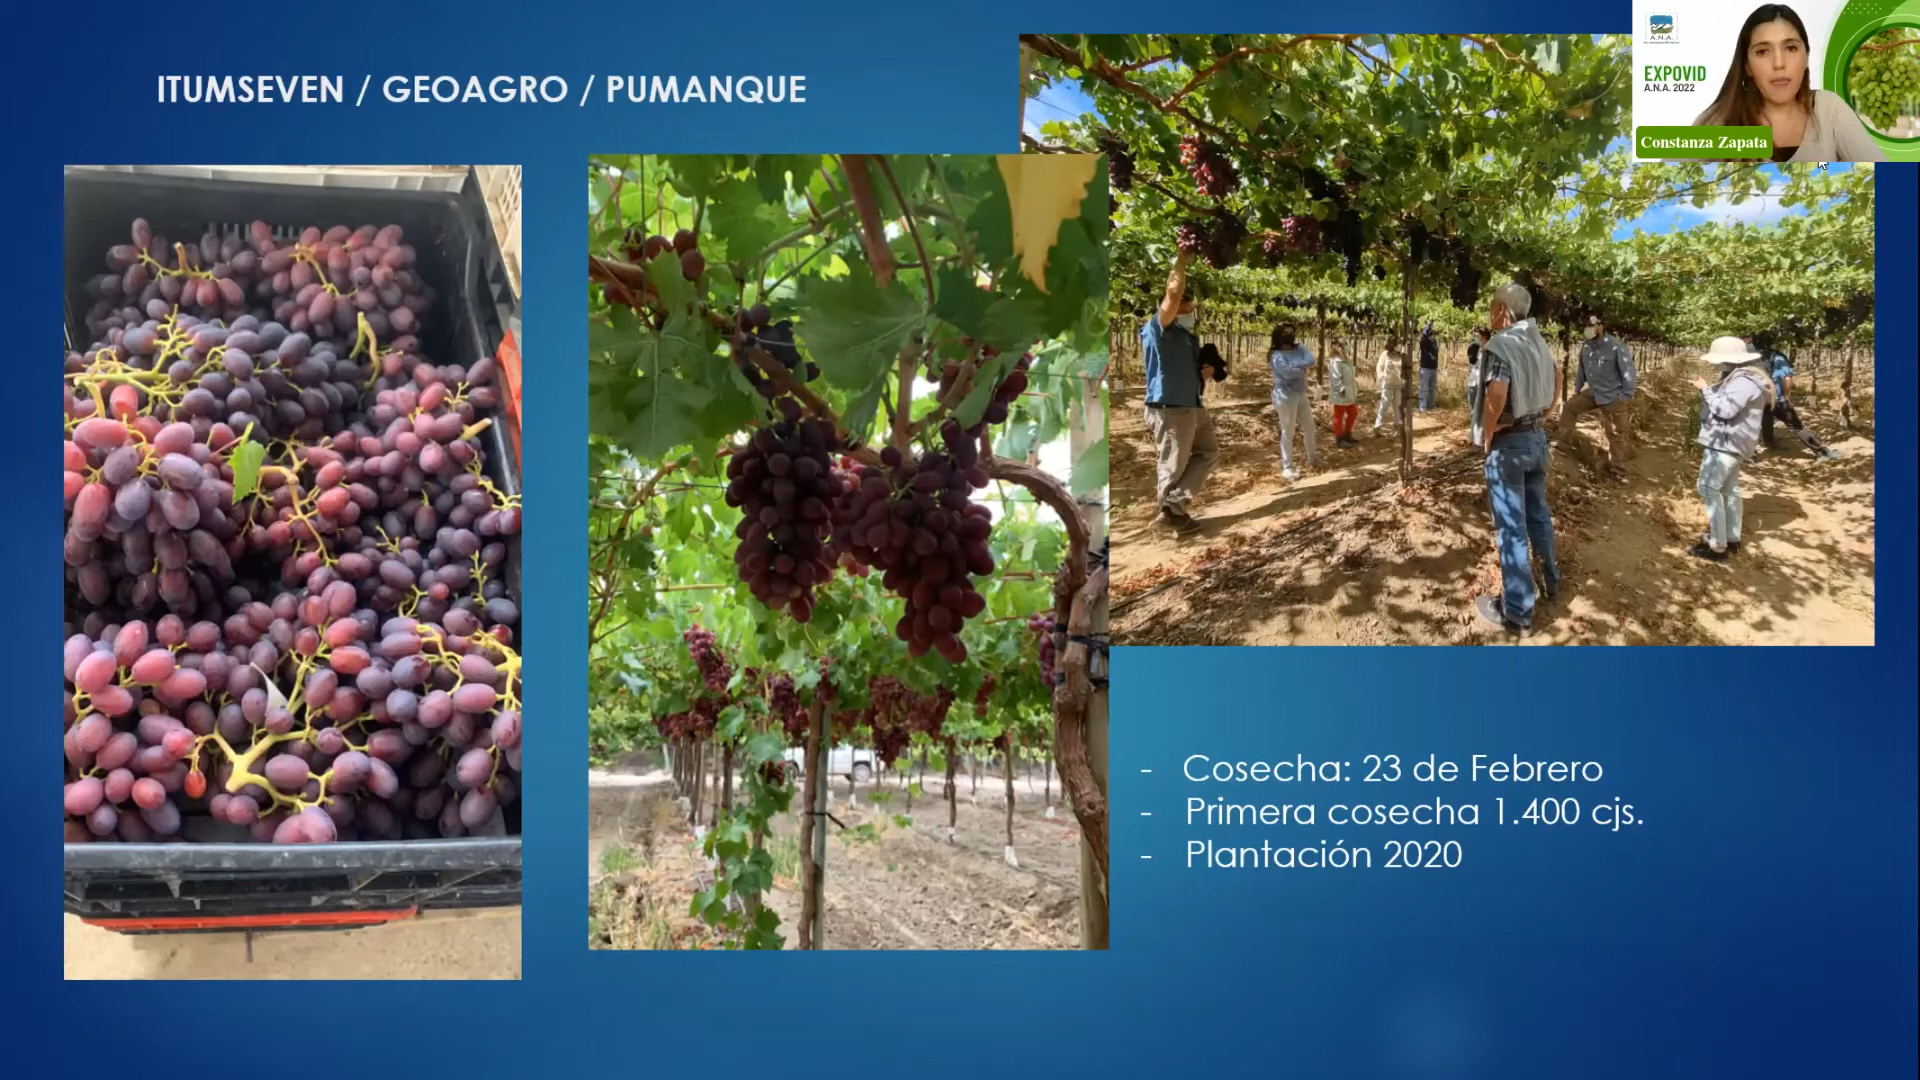 ITUMSEVEN / GEOAGRO / PUMANQUE
A.N.A.
EXPOVID
A.N.A. 2022
Constanza Zapata
- Cosecha: 23 de Febrero
- Primera cosecha 1.400 cjs.
- Plantación 2020